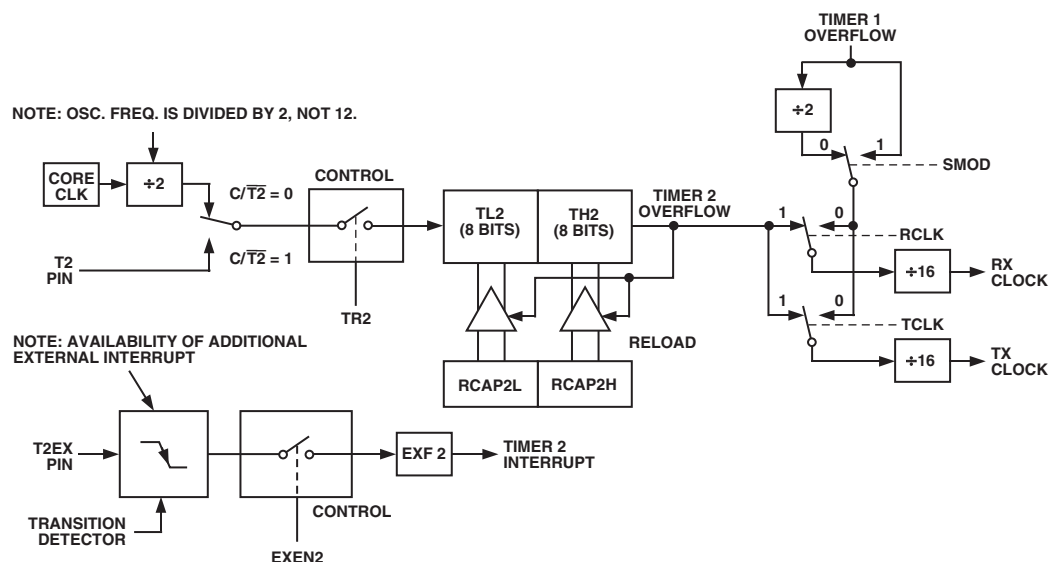 TIMER 1
OVERFLOW
NOTE: OSC. FREQ. IS DIVIDED BY 2, NOT 12.
÷2
0
1
SMOD
CORE
CLK
÷2
C/T̅2̅ = 0
CONTROL
TL2
(8 BITS)
TH2
(8 BITS)
TIMER 2
OVERFLOW
1
0
RCLK
T2
PIN
C/T̅2̅ = 1
÷16
RX
CLOCK
TR2
1
0
TCLK
RELOAD
NOTE: AVAILABILITY OF ADDITIONAL
EXTERNAL INTERRUPT
RCAP2L
RCAP2H
÷16
TX
CLOCK
T2EX
PIN
EXF 2
TIMER 2
INTERRUPT
CONTROL
TRANSITION
DETECTOR
EXEN2